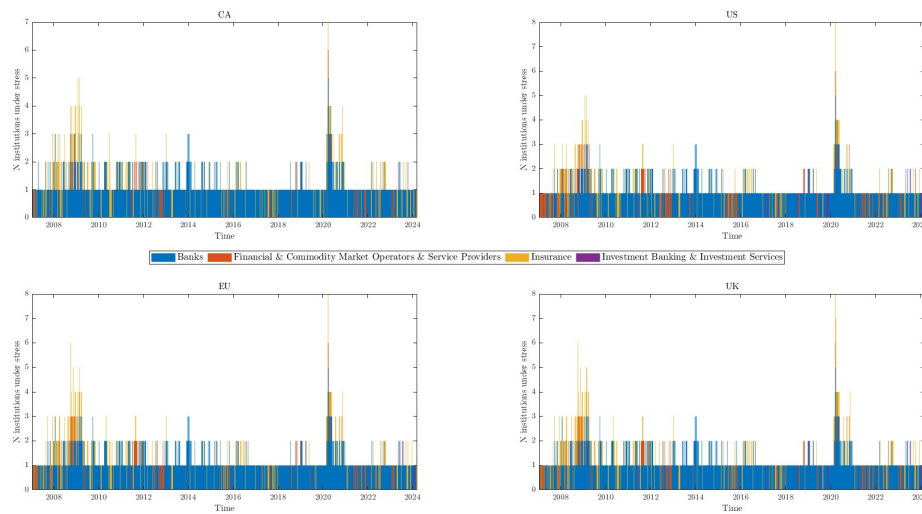 CA
US
N institutions under stress
7
6
5
4
3
2
1
0
2008 2010 2012 2014 2016 2018 2020 2022 2024
Time
N institutions under stress
8
7
6
5
4
3
2
1
0
2008 2010 2012 2014 2016 2018 2020 2022
Time
Banks Financial & Commodity Market Operators & Service Providers Insurance Investment Banking & Investment Services
EU
UK
N institutions under stress
8
7
6
5
4
3
2
1
0
2008 2010 2012 2014 2016 2018 2020 2022 2024
Time
N institutions under stress
8
7
6
5
4
3
2
1
0
2008 2010 2012 2014 2016 2018 2020 2022
Time